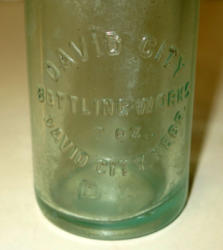 DAVID CITY
BOTTLING WORKS
7 OZ.
DAVID CITY NEBR.